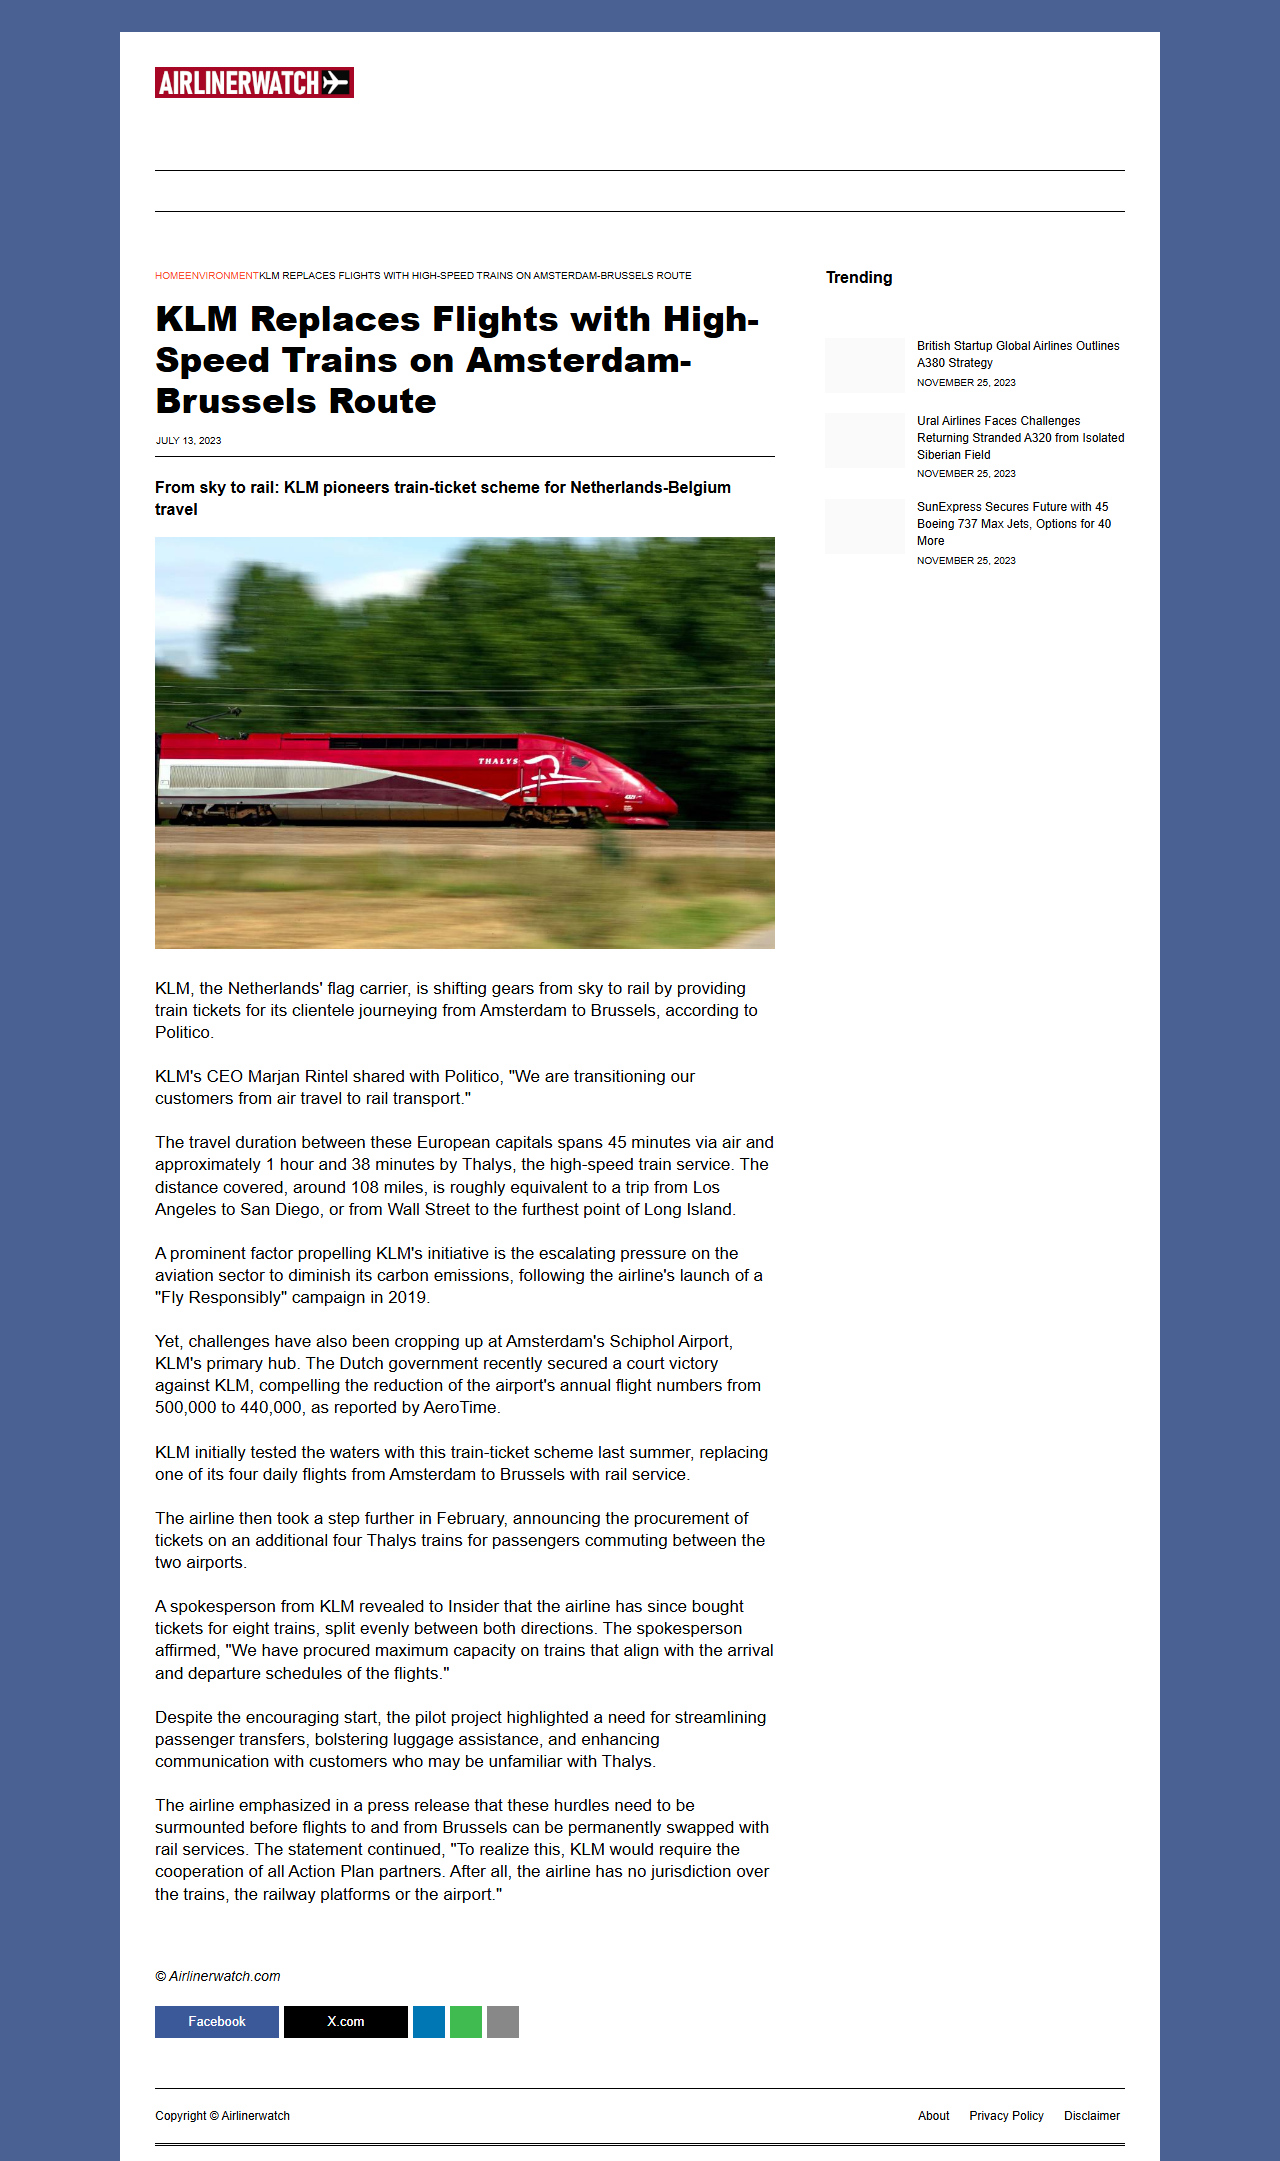 AIRLINERWATCH
HOMEENVIRONMENTKLM REPLACES FLIGHTS WITH HIGH-SPEED TRAINS ON AMSTERDAM-BRUSSELS ROUTE
KLM Replaces Flights with High-
Speed Trains on Amsterdam-
Brussels Route
JULY 13, 2023
From sky to rail: KLM pioneers train-ticket scheme for Netherlands-Belgium
travel
THALYS
KLM, the Netherlands' flag carrier, is shifting gears from sky to rail by providing
train tickets for its clientele journeying from Amsterdam to Brussels, according to
Politico.
KLM's CEO Marjan Rintel shared with Politico, "We are transitioning our
customers from air travel to rail transport."
The travel duration between these European capitals spans 45 minutes via air and
approximately 1 hour and 38 minutes by Thalys, the high-speed train service. The
distance covered, around 108 miles, is roughly equivalent to a trip from Los
Angeles to San Diego, or from Wall Street to the furthest point of Long Island.
A prominent factor propelling KLM's initiative is the escalating pressure on the
aviation sector to diminish its carbon emissions, following the airline's launch of a
"Fly Responsibly" campaign in 2019.
Yet, challenges have also been cropping up at Amsterdam's Schiphol Airport,
KLM's primary hub. The Dutch government recently secured a court victory
against KLM, compelling the reduction of the airport's annual flight numbers from
500,000 to 440,000, as reported by AeroTime.
KLM initially tested the waters with this train-ticket scheme last summer, replacing
one of its four daily flights from Amsterdam to Brussels with rail service.
The airline then took a step further in February, announcing the procurement of
tickets on an additional four Thalys trains for passengers commuting between the
two airports.
A spokesperson from KLM revealed to Insider that the airline has since bought
tickets for eight trains, split evenly between both directions. The spokesperson
affirmed, "We have procured maximum capacity on trains that align with the arrival
and departure schedules of the flights."
Despite the encouraging start, the pilot project highlighted a need for streamlining
passenger transfers, bolstering luggage assistance, and enhancing
communication with customers who may be unfamiliar with Thalys.
The airline emphasized in a press release that these hurdles need to be
surmounted before flights to and from Brussels can be permanently swapped with
rail services. The statement continued, "To realize this, KLM would require the
cooperation of all Action Plan partners. After all, the airline has no jurisdiction over
the trains, the railway platforms or the airport."
© Airlinerwatch.com
Facebook
X.com
Trending
British Startup Global Airlines Outlines
A380 Strategy
NOVEMBER 25, 2023
Ural Airlines Faces Challenges
Returning Stranded A320 from Isolated
Siberian Field
NOVEMBER 25, 2023
SunExpress Secures Future with 45
Boeing 737 Max Jets, Options for 40
More
NOVEMBER 25, 2023
Copyright © Airlinerwatch
About Privacy Policy Disclaimer